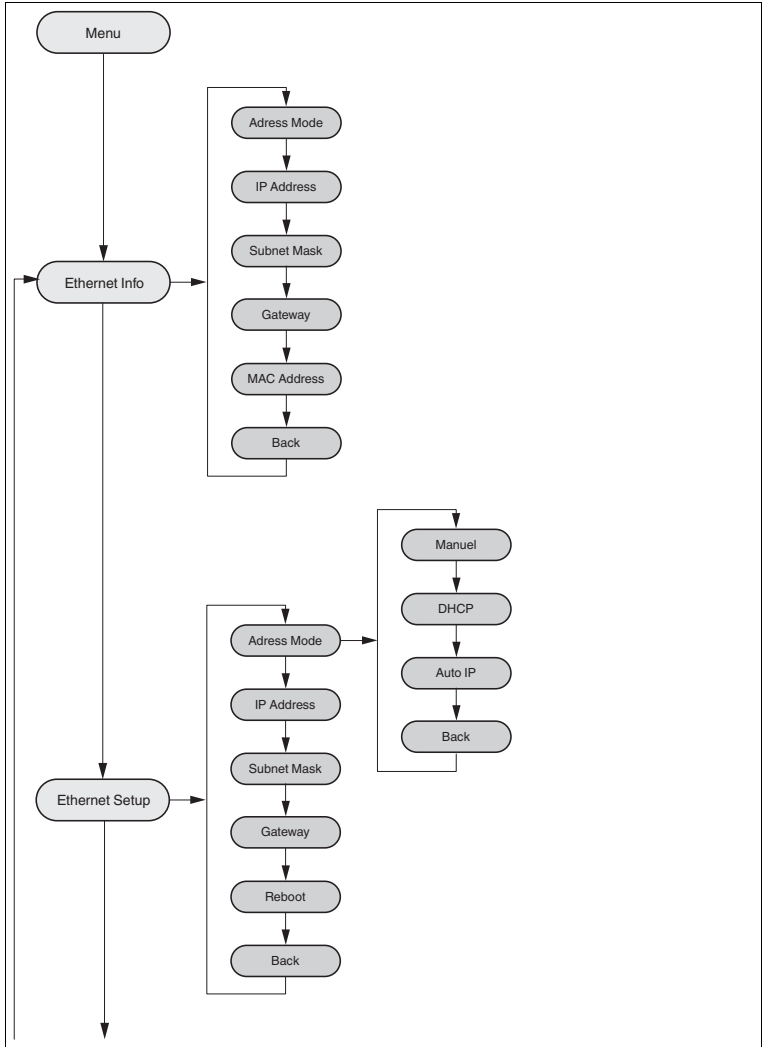 Menu
Ethernet Info
Adress Mode
IP Address
Subnet Mask
Gateway
MAC Address
Back
Ethernet Setup
Adress Mode
IP Address
Subnet Mask
Gateway
Reboot
Back
Manuel
DHCP
Auto IP
Back